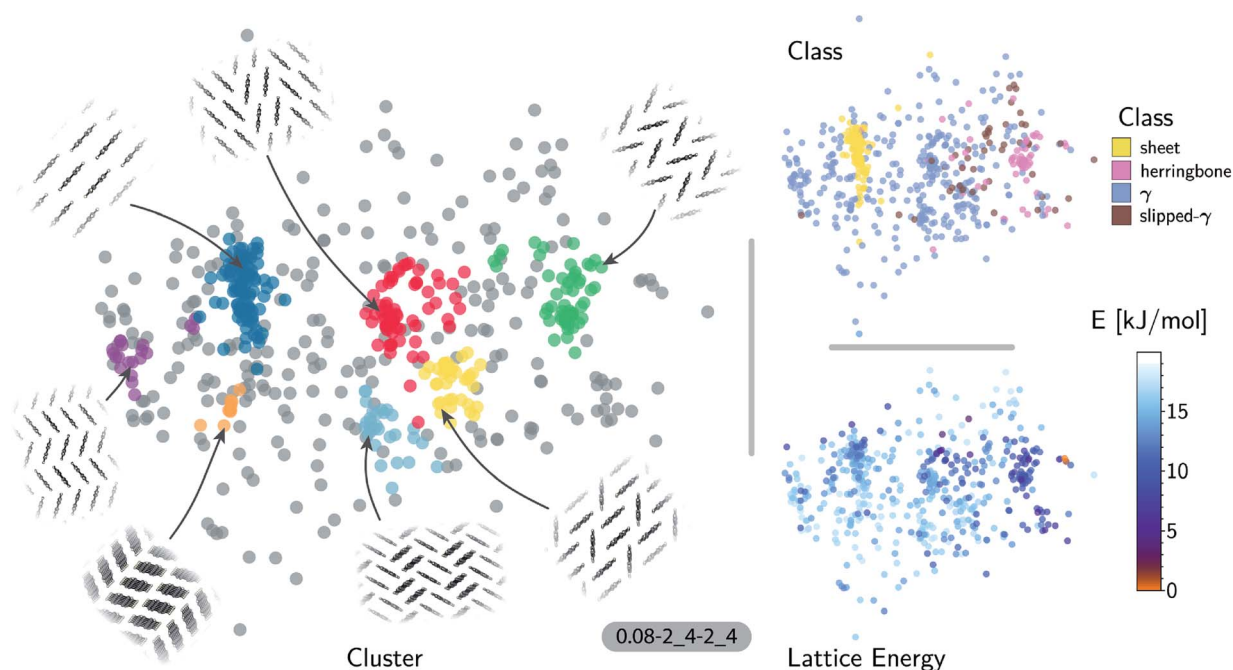 Class
Class
sheet
herringbone
γ
slipped-γ
E [kJ/mol]
15
10
5
0
0.08-2_4-2_4
Cluster
Lattice Energy